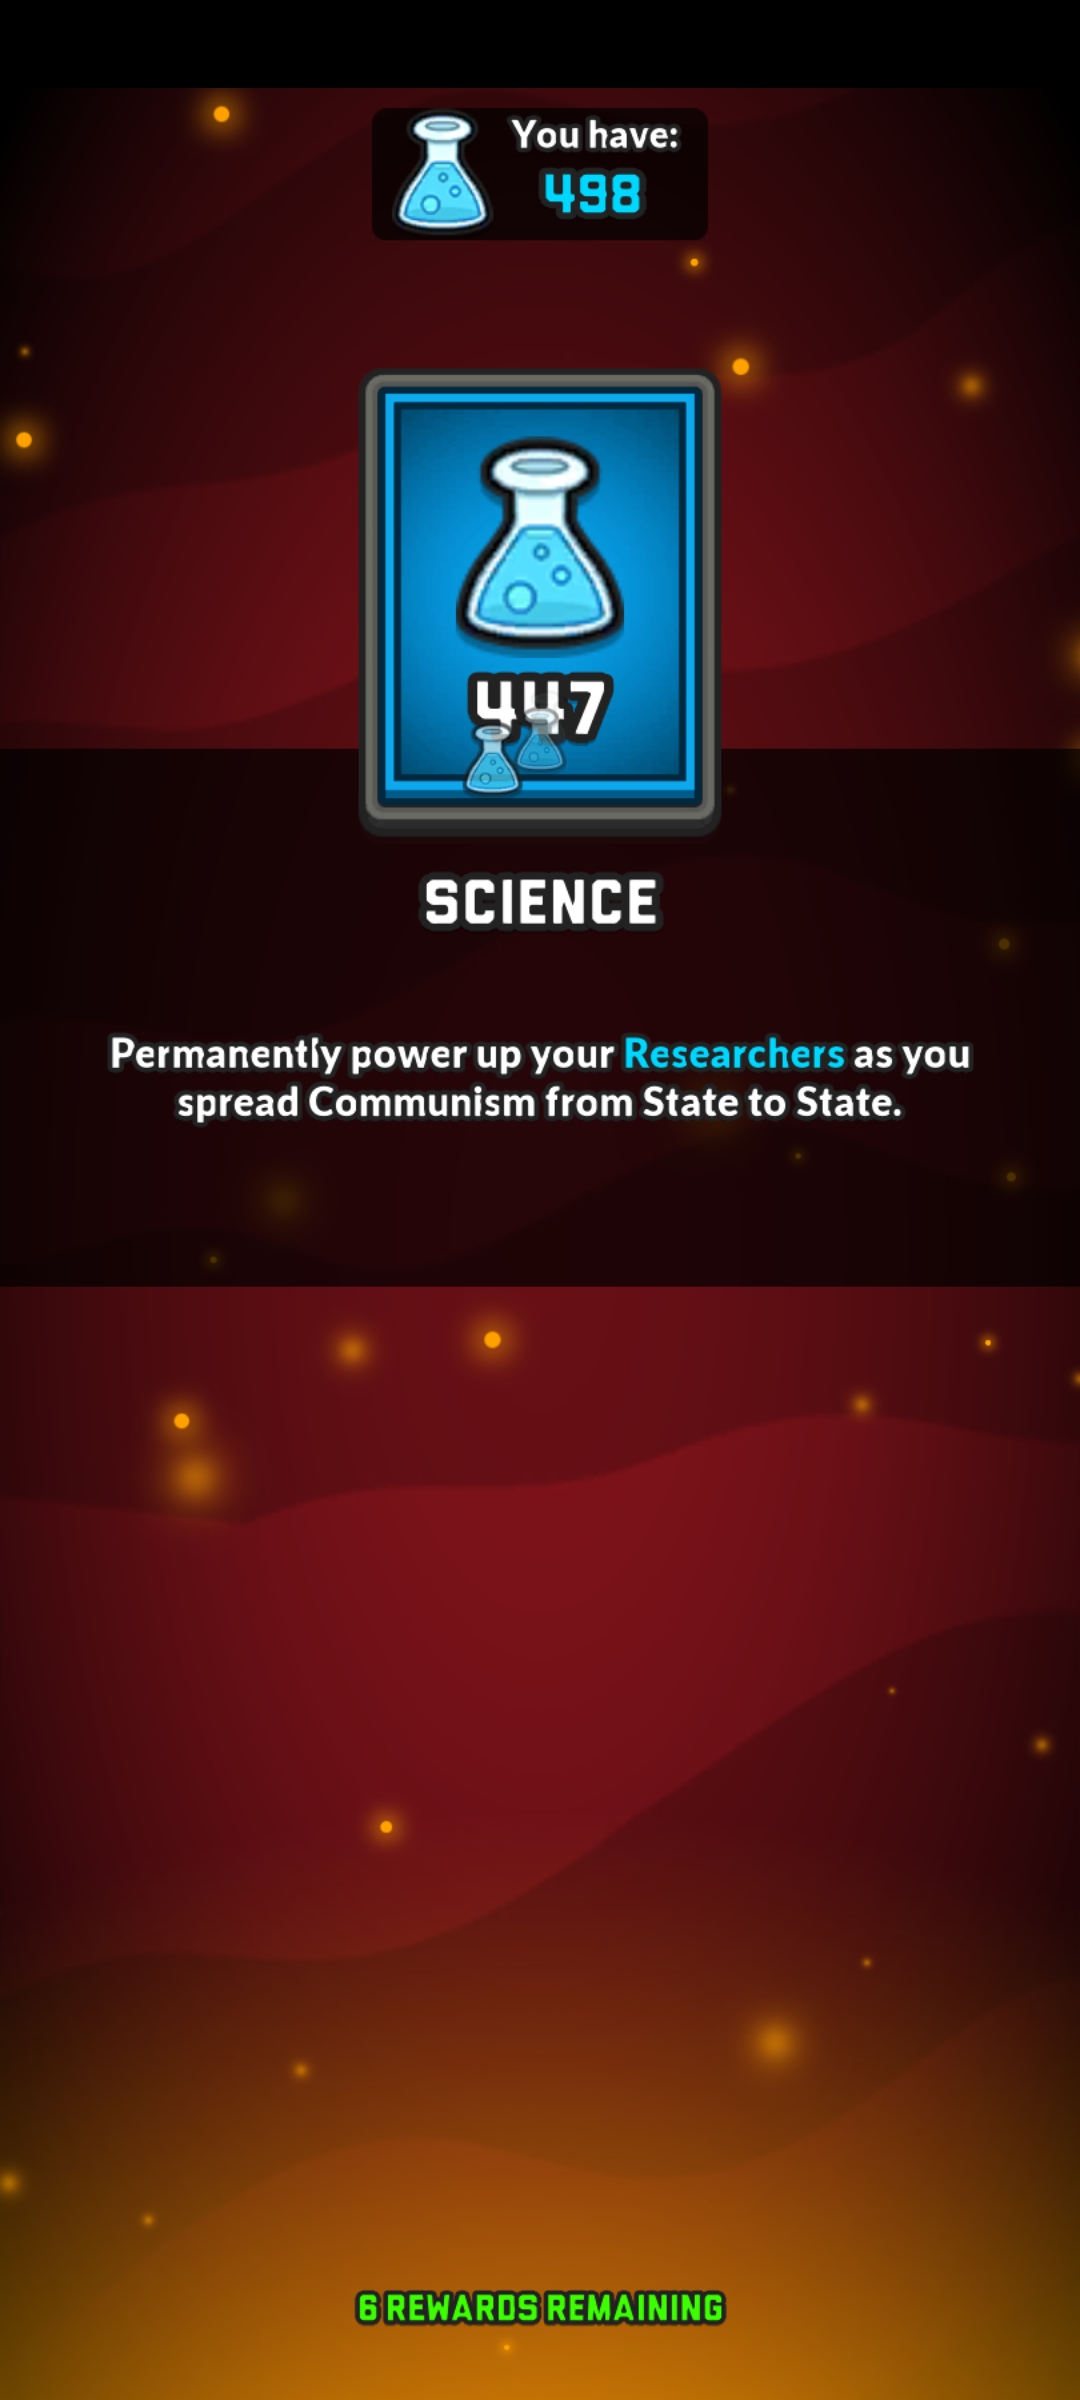 You have:
498
447
SCIENCE
Permanently power up your Researchers as you
spread Communism from State to State.
6 REWARDS REMAINING